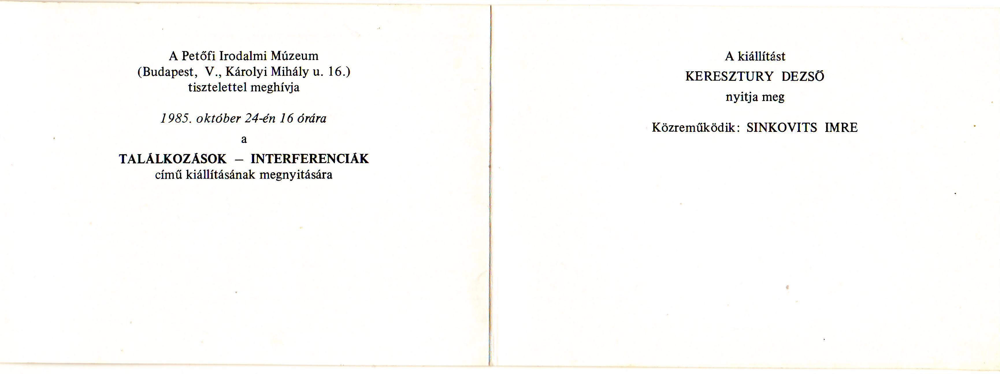 A Petőfi Irodalmi Múzeum
(Budapest, V., Károlyi Mihály u. 16.)
tisztelettel meghívja
1985. október 24-én 16 órára
a
TALÁLKOZÁSOK – INTERFERENCIÁK
című kiállításának megnyitására
A kiállítást
KERESZTURY DEZSŐ
nyitja meg
Közreműködik: SINKOVITS IMRE